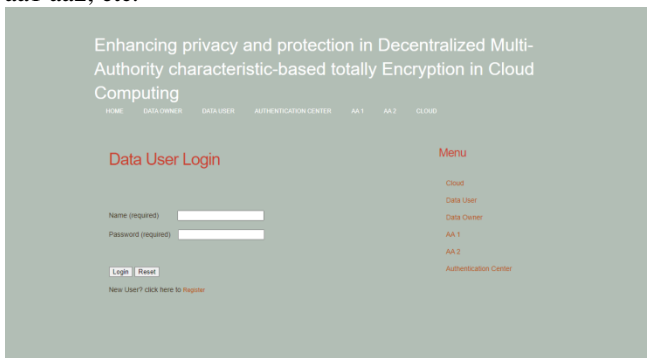 Enhancing privacy and protection in Decentralized Multi-
Authority characteristic-based totally Encryption in Cloud
Computing
HOME DATA OWNER DATA USER AUTHENTICATION CENTER AA 1 AA 2 CLOUD
Data User Login
Name (required)
Password (required)
Login Reset
New User? click here to Register
Menu
Cloud
Data User
Data Owner
AA 1
AA 2
Authentication Center